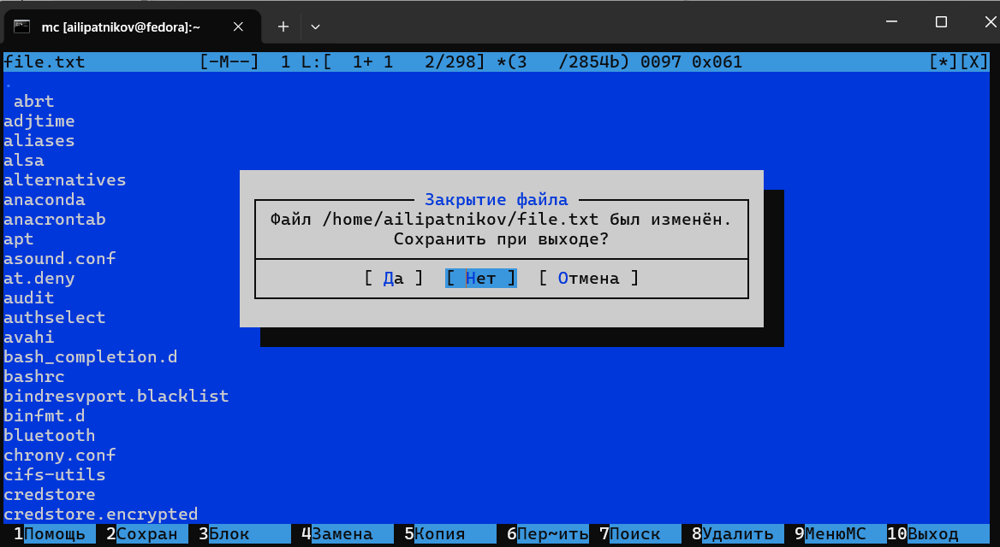 mc [ailipatnikov@fedora]:~
file.txt [-M--] 1 L:[ 1+ 1 2/298] *(3 /2854b) 0097 0x061 [*][X]
.
abrt
adjtime
aliases
alsa
alternatives
anaconda
anacrontab
apt
asound.conf
at.deny
audit
authselect
avahi
bash_completion.d
bashrc
bindresvport.blacklist
binfmt.d
bluetooth
chrony.conf
cifs-utils
credstore
credstore.encrypted
Закрытие файла
Файл /home/ailipatnikov/file.txt был изменён.
Сохранить при выходе?
[ Да ] [ Нет ] [ Отмена ]
1Помощь 2Сохран 3Блок 4Замена 5Копия 6Пер~ить 7Поиск 8Удалить 9МенюМС 10Выход